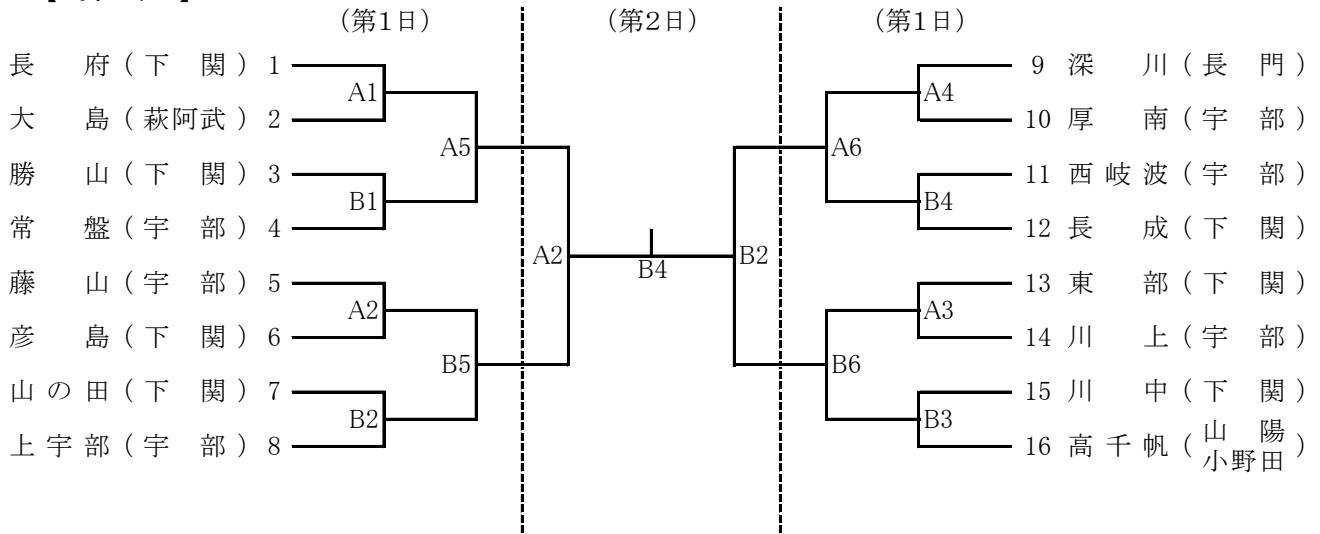 (第1日) (第2日) (第1日)
長 府 ( 下 関 ) 1 9 深 川 ( 長 門 )
A1 A4
大 島 ( 萩阿武 ) 2 10 厚 南 ( 宇 部 )
A5 A6
勝 山 ( 下 関 ) 3 11 西 岐 波 ( 宇 部 )
B1 B4
常 盤 ( 宇 部 ) 4 12 長 成 ( 下 関 )
A2 B4 B2
藤 山 ( 宇 部 ) 5 13 東 部 ( 下 関 )
A2 A3
彦 島 ( 下 関 ) 6 14 川 上 ( 宇 部 )
B5 B6
山 の 田 ( 下 関 ) 7 15 川 中 ( 下 関 )
B2 B3
上 宇 部 ( 宇 部 ) 8 16 高 千 帆 ( 山 陽 小野田 )